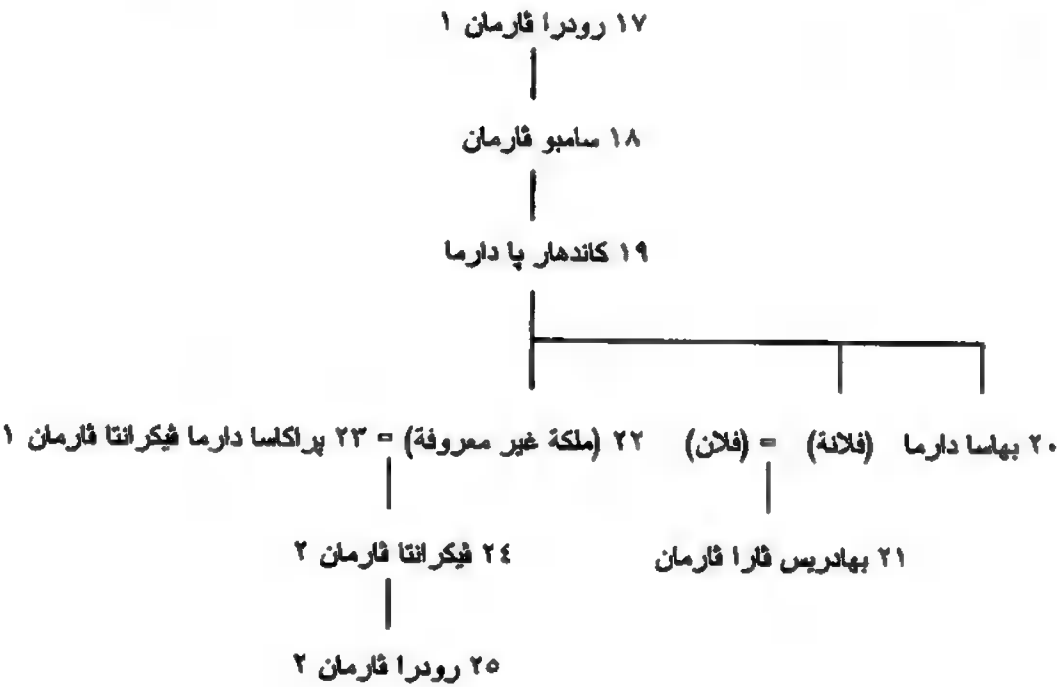 ١٧ رودرا ڤارمان ١
١٨ سامبو ڤارمان
١٩ كاندهار پا دارما
٢٠ بهاسا دارما (فلانة) = (فلان) ٢٢ (ملكة غير معروفة) = ٢٣ پراكاسا دارما ڤيكرانتا ڤارمان ١
٢١ بهادريس ڤارا ڤارمان ٢٤ ڤيكرانتا ڤارمان ٢
٢٥ رودرا ڤارمان ٢